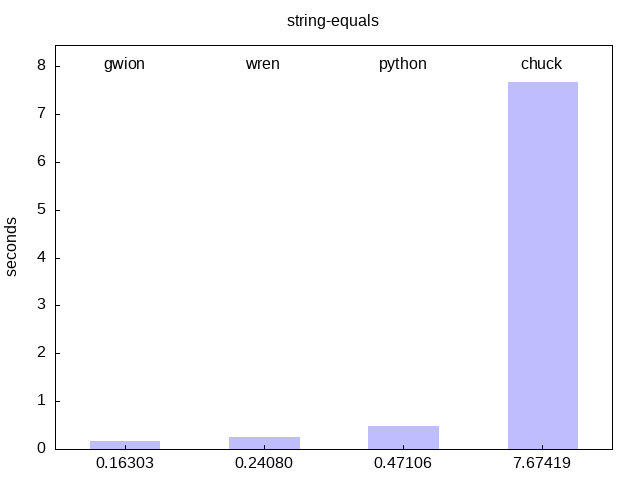 string-equals
gwion wren python chuck
8
7
6
5
4
3
2
1
0
seconds
0.16303 0.24080 0.47106 7.67419